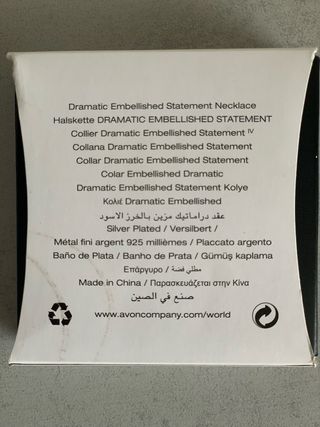 Dramatic Embellished Statement Necklace
Halskette DRAMATIC EMBELLISHED STATEMENT
Collier Dramatic Embellished Statement IV
Collana Dramatic Embellished Statement
Collar Dramatic Embellished Statement
Colar Embellished Dramatic
Dramatic Embellished Statement Kolye
Κολιέ Dramatic Embellished
عقد دراماتيك مزين بالخرز الاسود
Silver Plated / Versilbert /
Métal fini argent 925 millièmes / Placcato argento
Baño de Plata / Banho de Prata / Gümüş kaplama
Επάργυρο / مطلي فضة /
Made in China / Παρασκευάζεται στην Κίνα
صنع في الصين
www.avoncompany.com/world